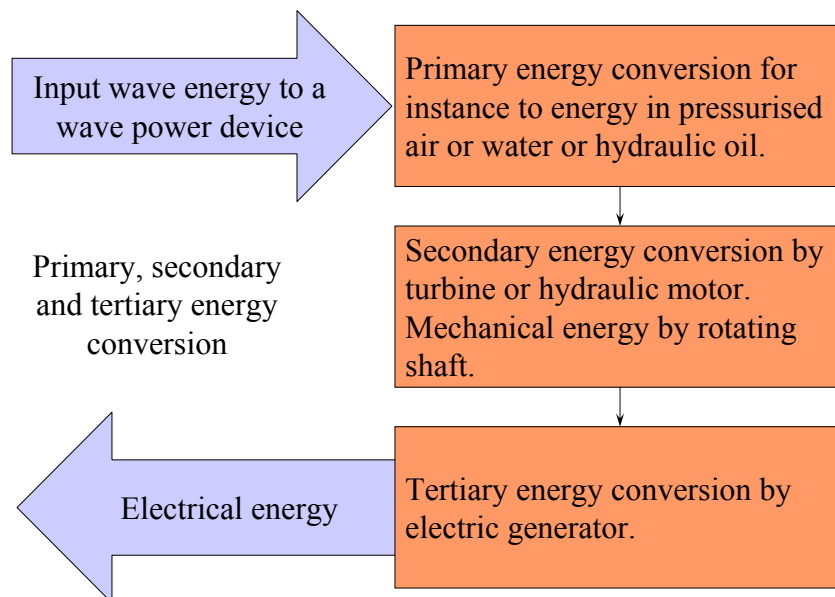 Input wave energy to a
wave power device
Primary energy conversion for
instance to energy in pressurised
air or water or hydraulic oil.
Primary, secondary
and tertiary energy
conversion
Secondary energy conversion by
turbine or hydraulic motor.
Mechanical energy by rotating
shaft.
Electrical energy
Tertiary energy conversion by
electric generator.